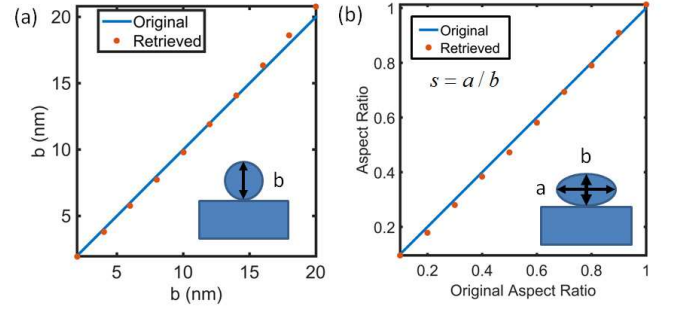 (a)
Original
Retrieved
20
15
10
5
b (nm)
b
5
10
15
20
b (nm)
(b)
Original
Retrieved
s = a / b
1
0.8
0.6
0.4
0.2
Aspect Ratio
b
a
0.2
0.4
0.6
0.8
1
Original Aspect Ratio